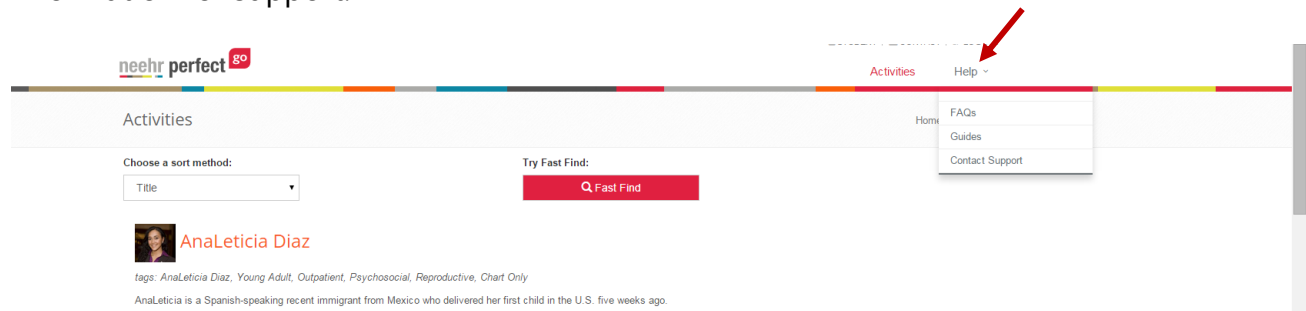 neehr perfect go
Activities Help
Activities
Home
FAQs
Guides
Contact Support
Choose a sort method:
Try Fast Find:
Title
Fast Find
AnaLeticia Diaz
tags: AnaLeticia Diaz, Young Adult, Outpatient, Psychosocial, Reproductive, Chart Only
AnaLeticia is a Spanish-speaking recent immigrant from Mexico who delivered her first child in the U.S. five weeks ago.